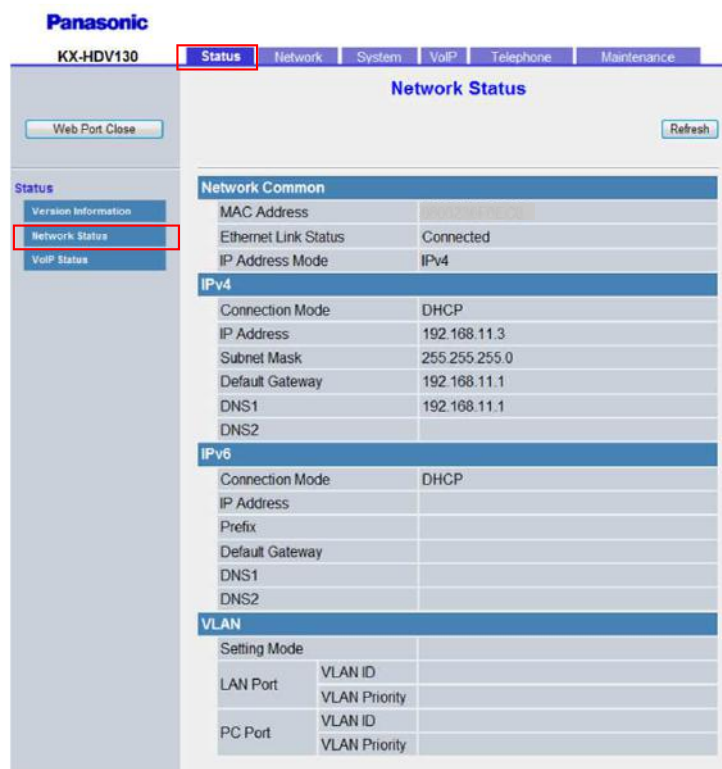 Panasonic
KX-HDV130
Status Network System VoIP Telephone Maintenance
Network Status
Web Port Close
Refresh
Status
Version Information
Network Status
VoIP Status
Network Common
MAC Address
Ethernet Link Status Connected
IP Address Mode IPv4
IPv4
Connection Mode DHCP
IP Address 192.168.11.3
Subnet Mask 255.255.255.0
Default Gateway 192.168.11.1
DNS1 192.168.11.1
DNS2
IPv6
Connection Mode DHCP
IP Address
Prefix
Default Gateway
DNS1
DNS2
VLAN
Setting Mode
LAN Port VLAN ID
VLAN Priority
PC Port VLAN ID
VLAN Priority